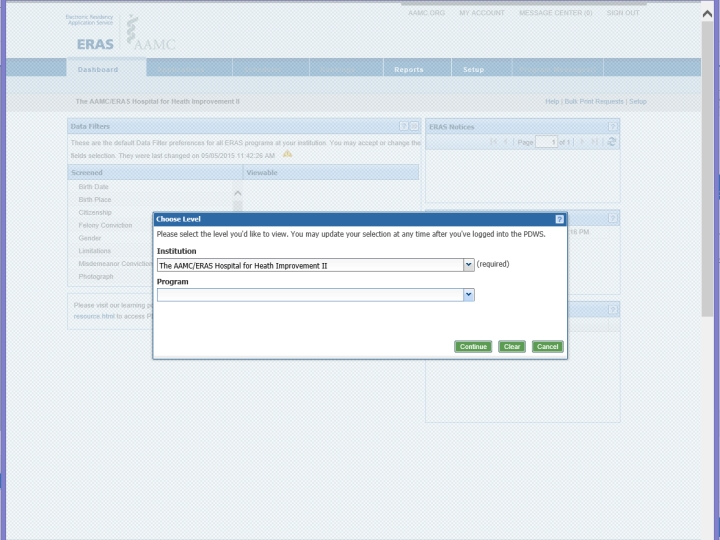 AAMC.ORG MY ACCOUNT MESSAGE CENTER (0) SIGN OUT
Electronic Residency
Application Service
ERAS AAMC
Dashboard Reports Setup
The AAMC/ERAS Hospital for Heath Improvement II
Help | Bulk Print Requests | Setup
Data Filters
These are the default Data Filter preferences for all ERAS programs at your institution. You may accept or change the
fields selection. They were last changed on 05/05/2015 11:42:26 AM
Screened Viewable
Birth Date
Birth Place
Citizenship
Felony Conviction
Gender
Limitations
Misdemeanor Conviction
Photograph
Please visit our learning
resource.html to access
ERAS Notices
Page 1 of 1
:16 PM
Choose Level
Please select the level you'd like to view. You may update your selection at any time after you've logged into the PDWS.
Institution
The AAMC/ERAS Hospital for Heath Improvement II (required)
Program
Continue Clear Cancel